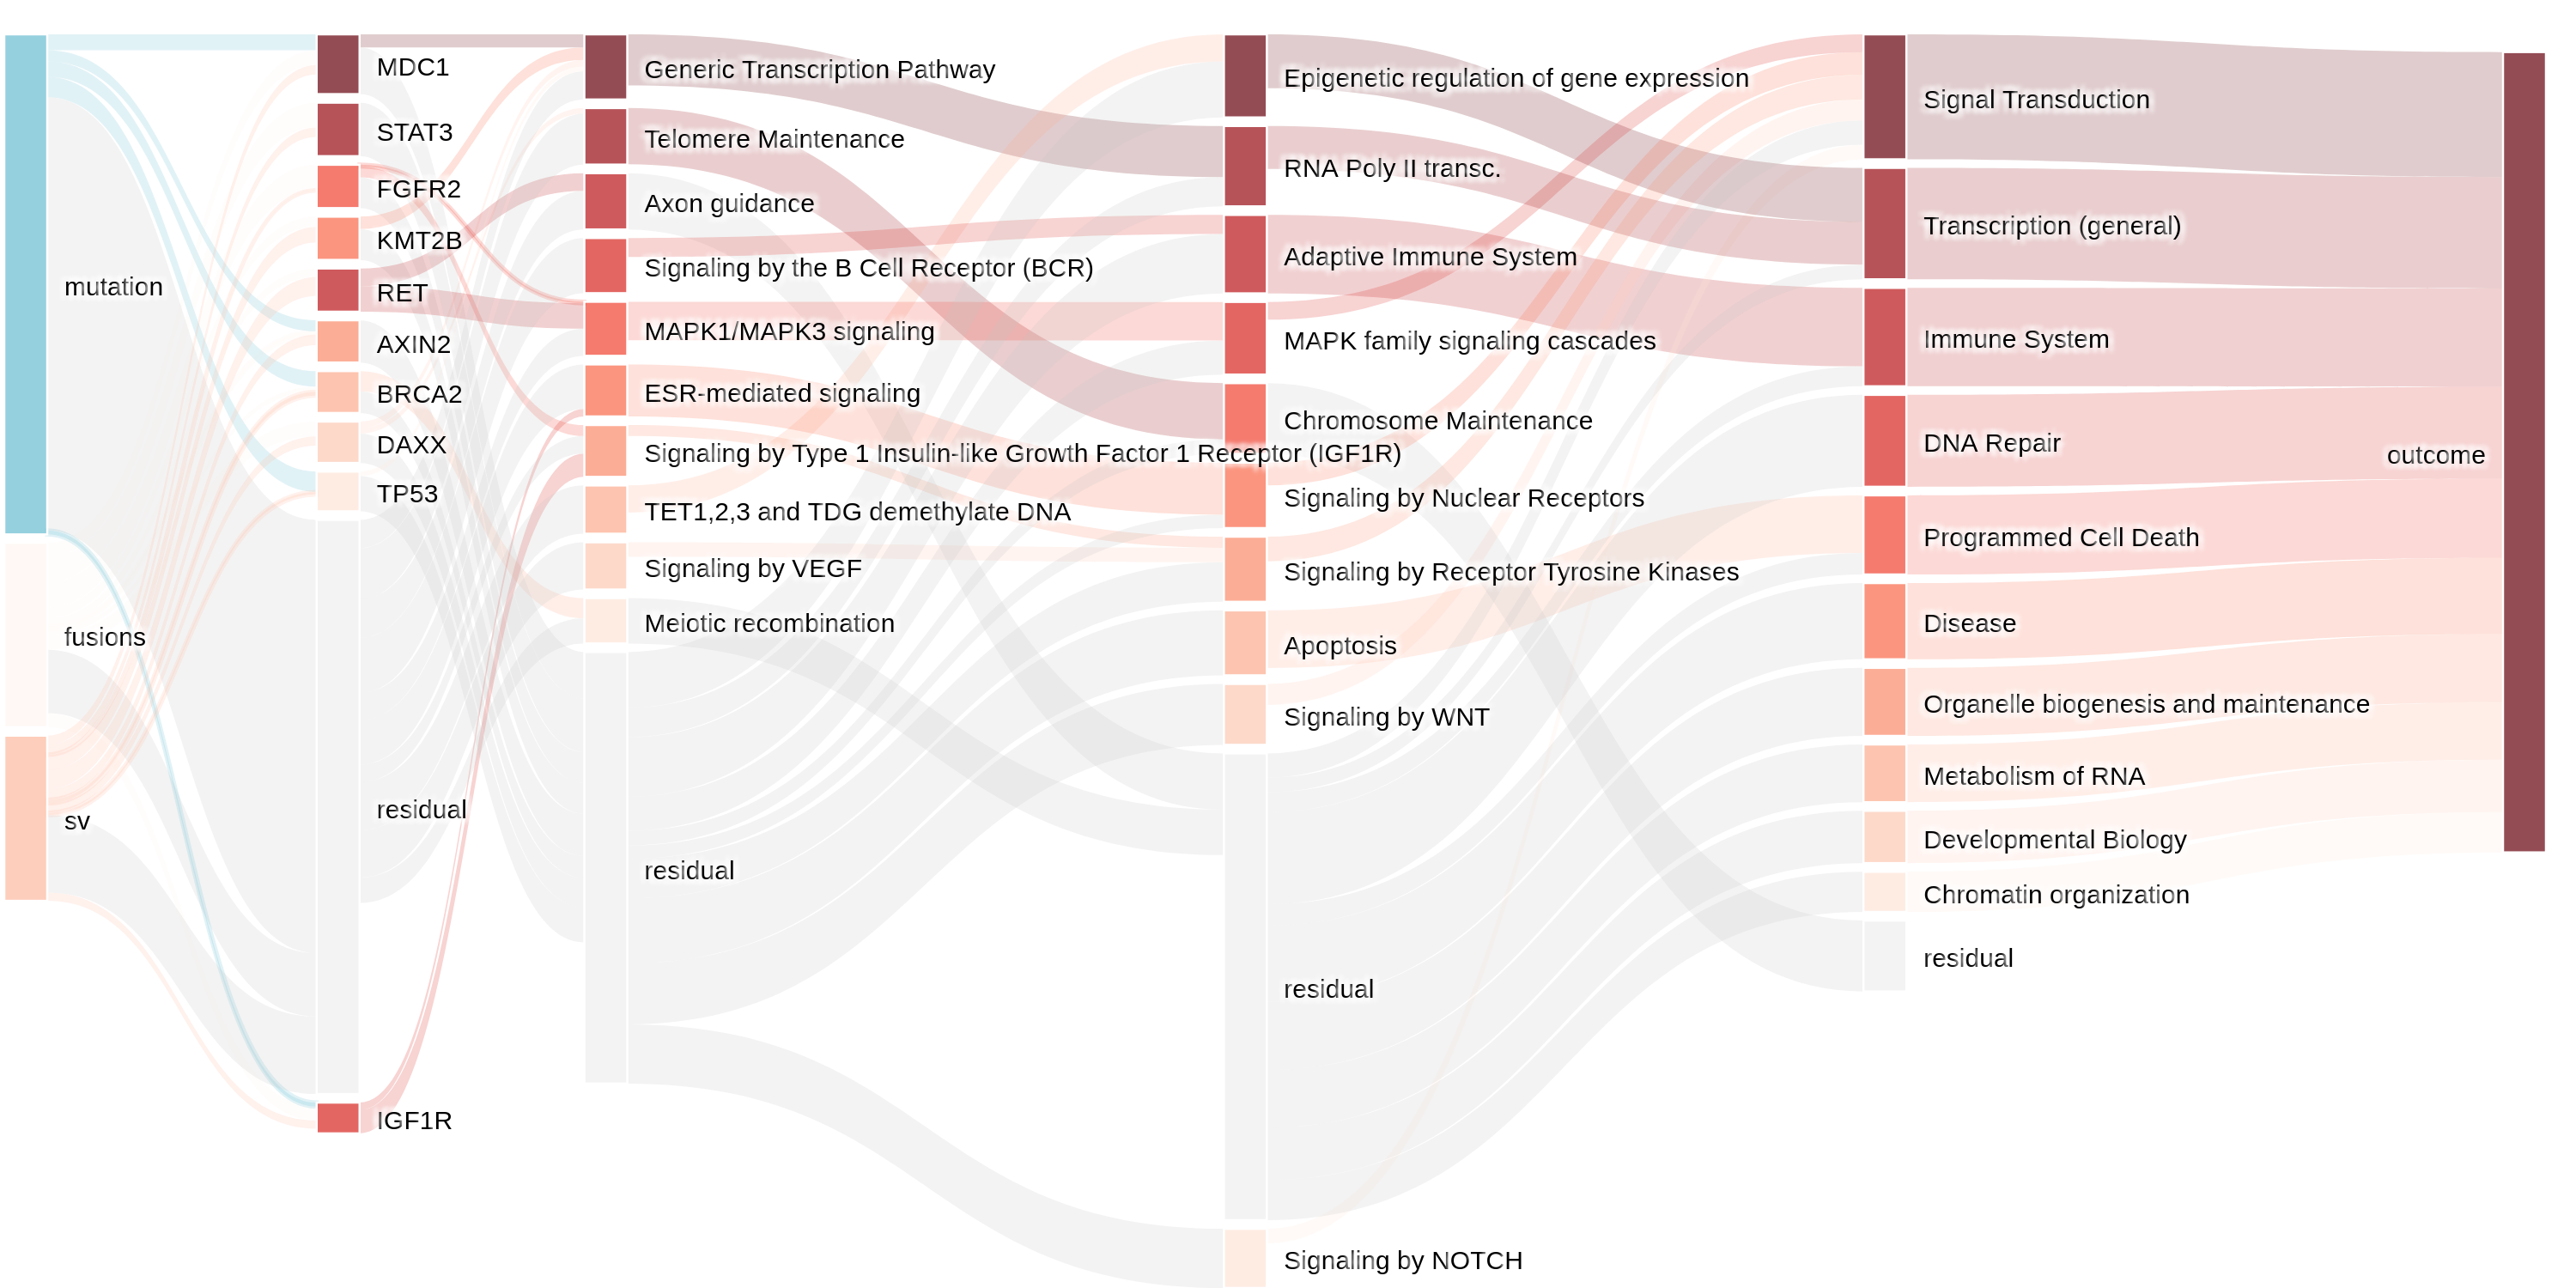 mutation
fusions
sv
MDC1
STAT3
FGFR2
KMT2B
RET
AXIN2
BRCA2
DAXX
TP53
residual
IGF1R
Generic Transcription Pathway
Telomere Maintenance
Axon guidance
Signaling by the B Cell Receptor (BCR)
MAPK1/MAPK3 signaling
ESR-mediated signaling
Signaling by Type 1 Insulin-like Growth Factor 1 Receptor (IGF1R)
TET1,2,3 and TDG demethylate DNA
Signaling by VEGF
Meiotic recombination
residual
Epigenetic regulation of gene expression
RNA Poly II transc.
Adaptive Immune System
MAPK family signaling cascades
Chromosome Maintenance
Signaling by Nuclear Receptors
Signaling by Receptor Tyrosine Kinases
Apoptosis
Signaling by WNT
residual
Signaling by NOTCH
Signal Transduction
Transcription (general)
Immune System
DNA Repair
Programmed Cell Death
Disease
Organelle biogenesis and maintenance
Metabolism of RNA
Developmental Biology
Chromatin organization
residual
outcome